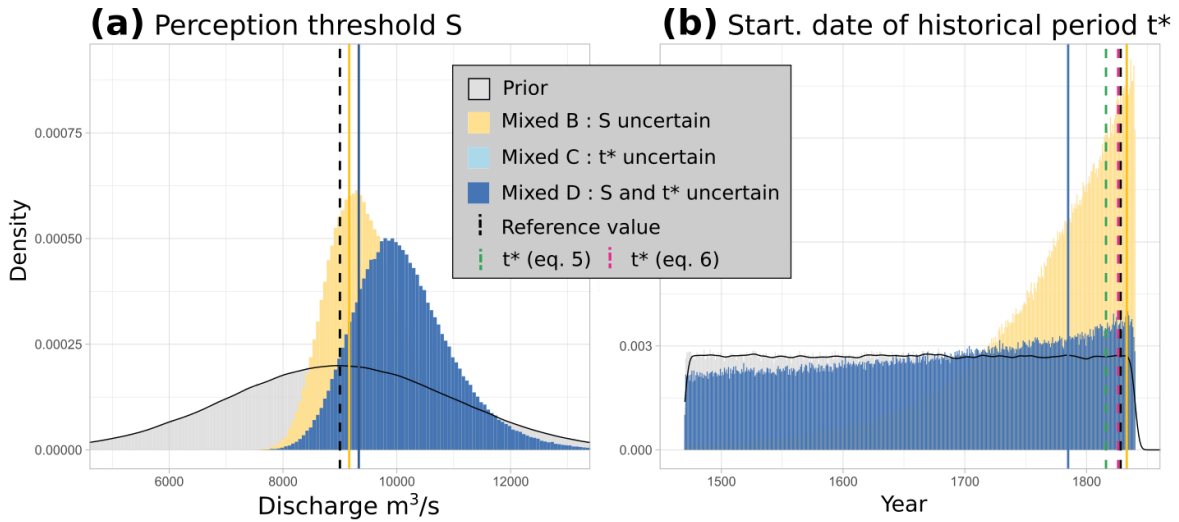 (a) Perception threshold S
(b) Start. date of historical period t*
Prior
Mixed B : S uncertain
Mixed C : t* uncertain
Mixed D : S and t* uncertain
Reference value
t* (eq. 5) t* (eq. 6)
Density
0.00075
0.00050
0.00025
0.00000
0.003
0.000
6000 8000 10000 12000
1500 1600 1700 1800
Discharge m³/s
Year